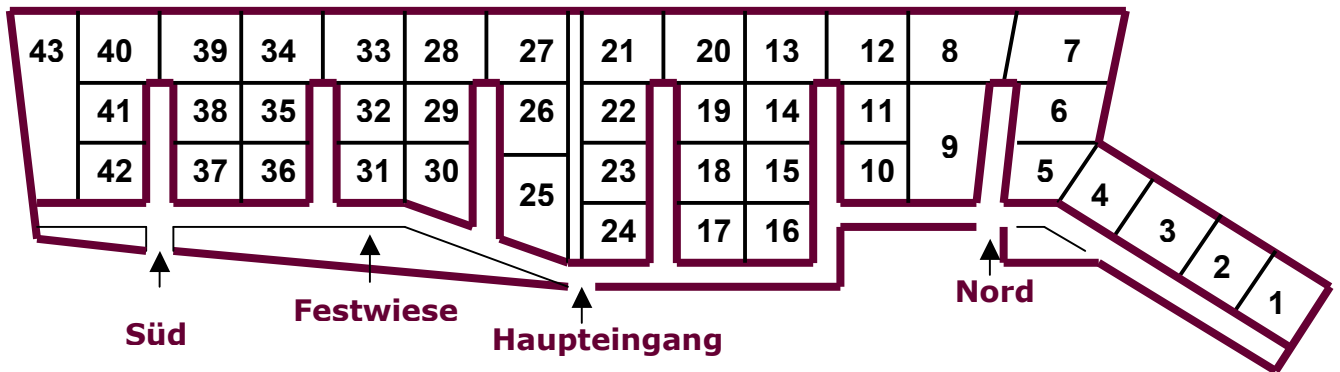 43 40 39 34 33 28 27 21 20 13 12 8 7
41 38 35 32 29 26 22 19 14 11 9 6
42 37 36 31 30 25 23 18 15 10 5 4
24 17 16 3 2 1
Süd
Festwiese
Haupteingang
Nord